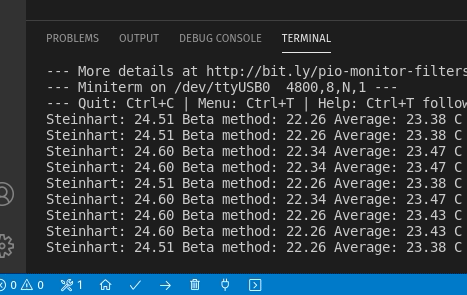 PROBLEMS OUTPUT DEBUG CONSOLE TERMINAL
--- More details at http://bit.ly/pio-monitor-filters
--- Miniterm on /dev/ttyUSB0  4800,8,N,1 ---
--- Quit: Ctrl+C | Menu: Ctrl+T | Help: Ctrl+T follow
Steinhart: 24.51 Beta method: 22.26 Average: 23.38 C
Steinhart: 24.51 Beta method: 22.26 Average: 23.38 C
Steinhart: 24.60 Beta method: 22.34 Average: 23.47 C
Steinhart: 24.60 Beta method: 22.34 Average: 23.47 C
Steinhart: 24.51 Beta method: 22.26 Average: 23.38 C
Steinhart: 24.60 Beta method: 22.34 Average: 23.47 C
Steinhart: 24.60 Beta method: 22.26 Average: 23.43 C
Steinhart: 24.60 Beta method: 22.26 Average: 23.43 C
Steinhart: 24.51 Beta method: 22.26 Average: 23.38 C
0 0 1